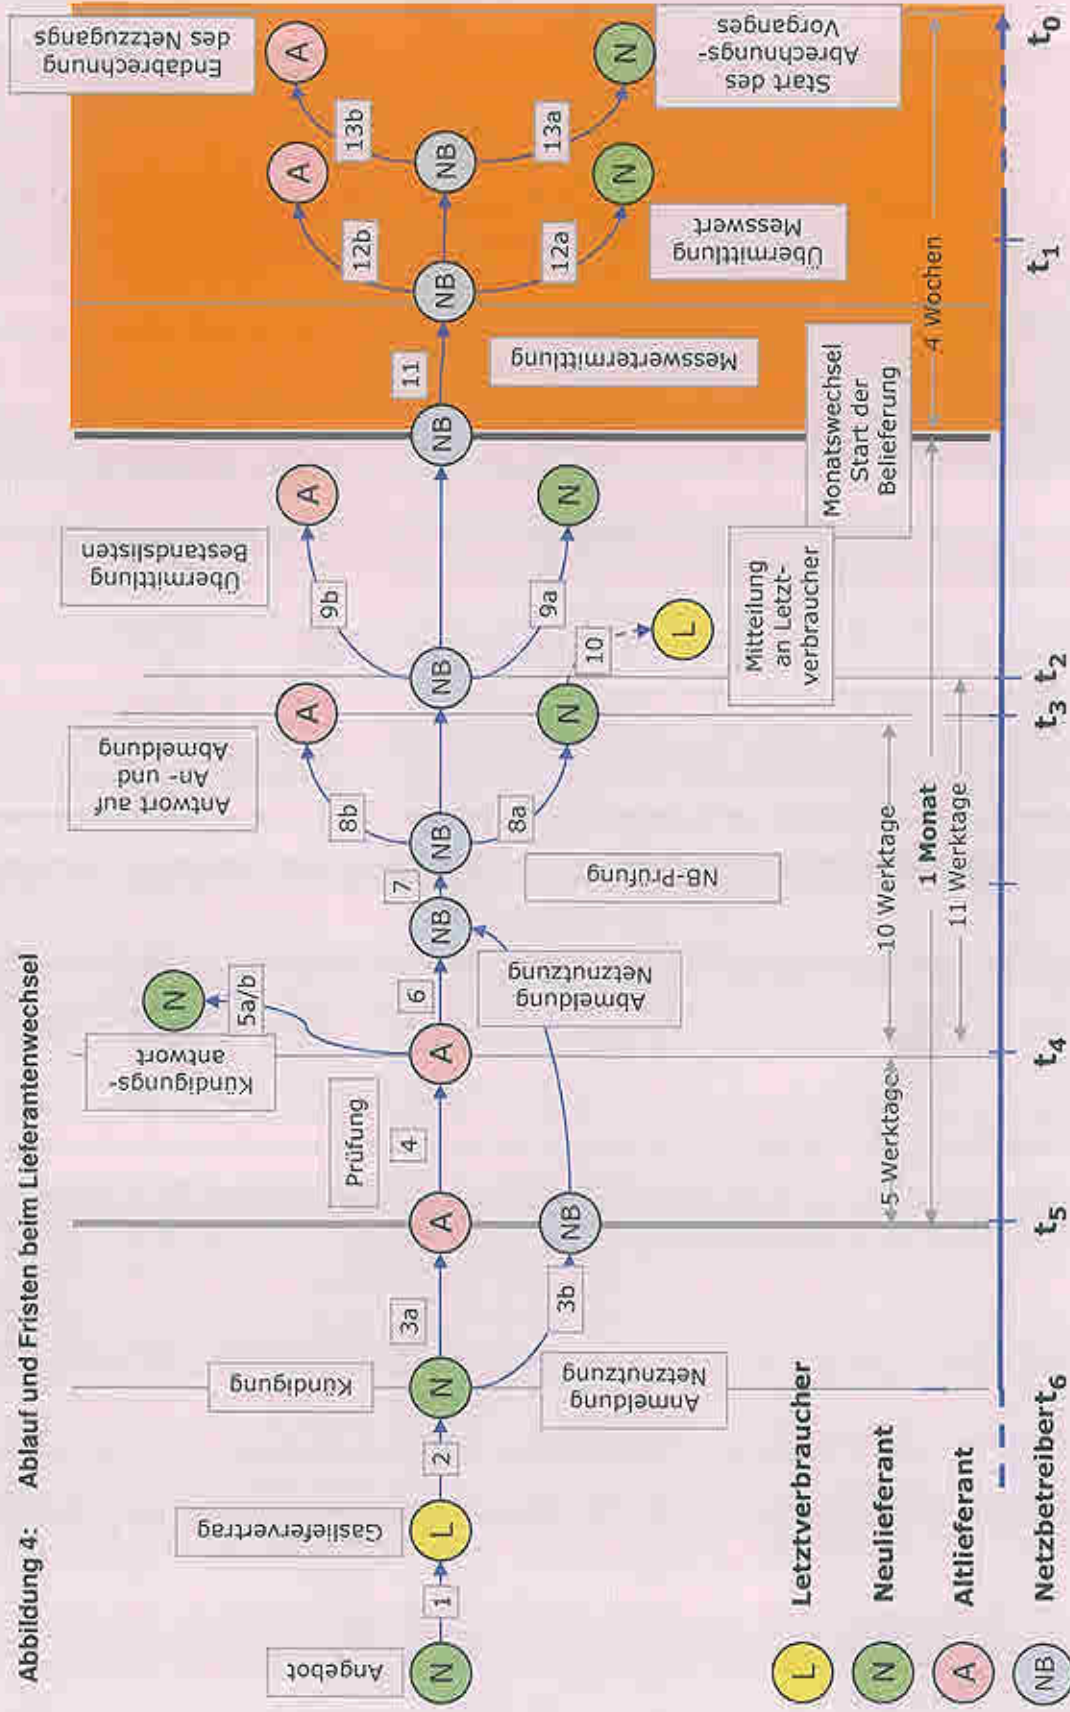 Abbildung 4: Ablauf und Fristen beim Lieferantenwechsel
Angebot
N
1
Gasliefervertrag
L
2
Kündigung
N
3a
Anmeldung
Netznutzung
3b
A
NB
Prüfung
4
Kündigungs-
antwort
A
5a/b
N
6
Abmeldung
Netznutzung
NB
7
NB-Prüfung
NB
Antwort auf
An- und
Abmeldung
8b
A
8a
N
NB
Übermittlung
Bestandslisten
9b
A
9a
N
10
L
Mitteilung
an Letzt-
verbraucher
NB
Monatswechsel
Start der
Belieferung
11
Messwertermittlung
NB
12b
A
12a
N
Übermittlung
Messwert
NB
13b
A
13a
N
Endabrechnung
des Netzzugangs
Start des
Abrechnungs-
Vorganges
5 Werktage
10 Werktage
1 Monat
11 Werktage
4 Wochen
L Letztverbraucher
N Neulieferant
A Altlieferant
NB Netzbetreiber
t6 t5 t4 t3 t2 t1 t0